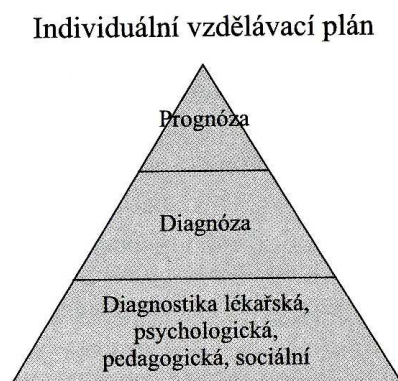 Individuální vzdělávací plán
Prognóza
Diagnóza
Diagnostika lékařská,
psychologická,
pedagogická, sociální